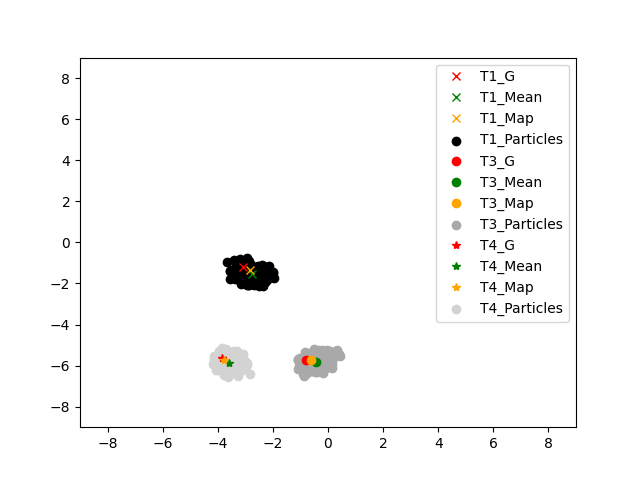 8
6
4
2
0
−2
−4
−6
−8
−8
−6
−4
−2
0
2
4
6
8
T1_G
T1_Mean
T1_Map
T1_Particles
T3_G
T3_Mean
T3_Map
T3_Particles
T4_G
T4_Mean
T4_Map
T4_Particles